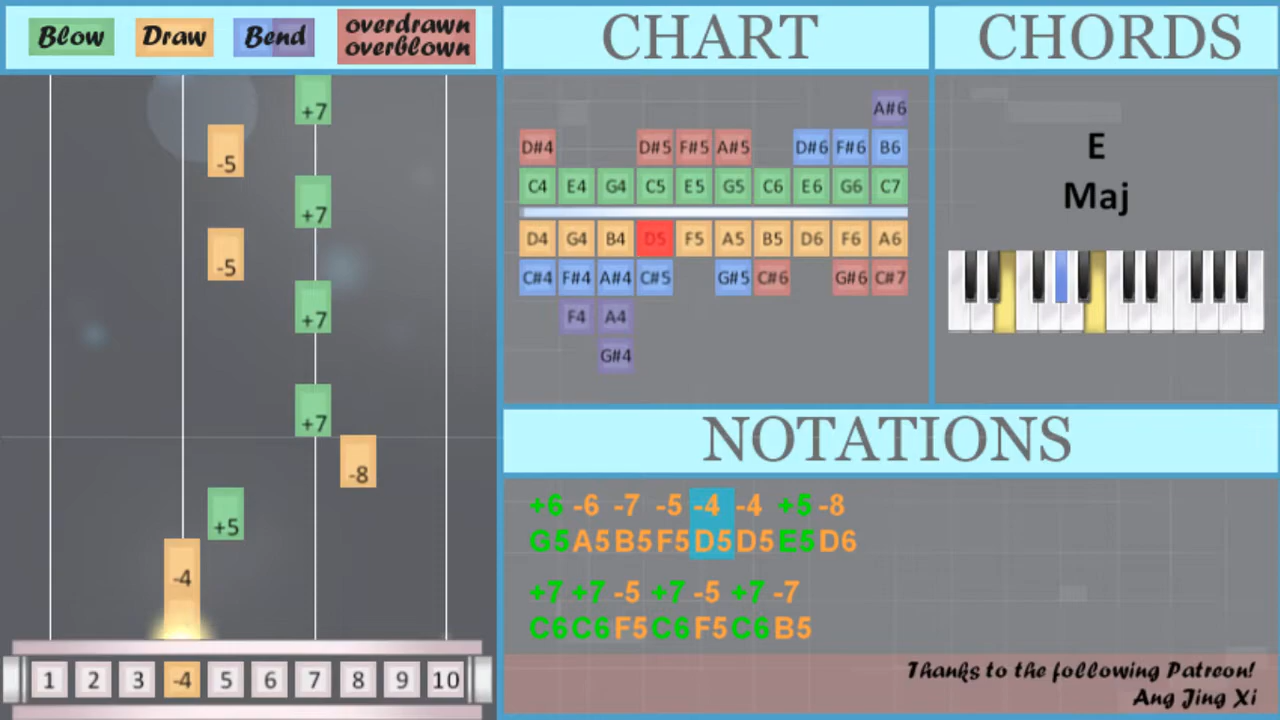 Blow Draw Bend overdrawn overblown
CHART
CHORDS
+7
-5
+7
-5
+7
+7
-8
+5
-4
1 2 3 -4 5 6 7 8 9 10
A#6
D#4 D#5 F#5 A#5 D#6 F#6 B6
C4 E4 G4 C5 E5 G5 C6 E6 G6 C7
D4 G4 B4 D5 F5 A5 B5 D6 F6 A6
C#4 F#4 A#4 C#5 G#5 C#6 G#6 C#7
F4 A4
G#4
E
Maj
NOTATIONS
+6 -6 -7 -5 -4 -4 +5 -8
G5 A5 B5 F5 D5 D5 E5 D6
+7 +7 -5 +7 -5 +7 -7
C6 C6 F5 C6 F5 C6 B5
Thanks to the following Patreon!
Ang Jing Xi